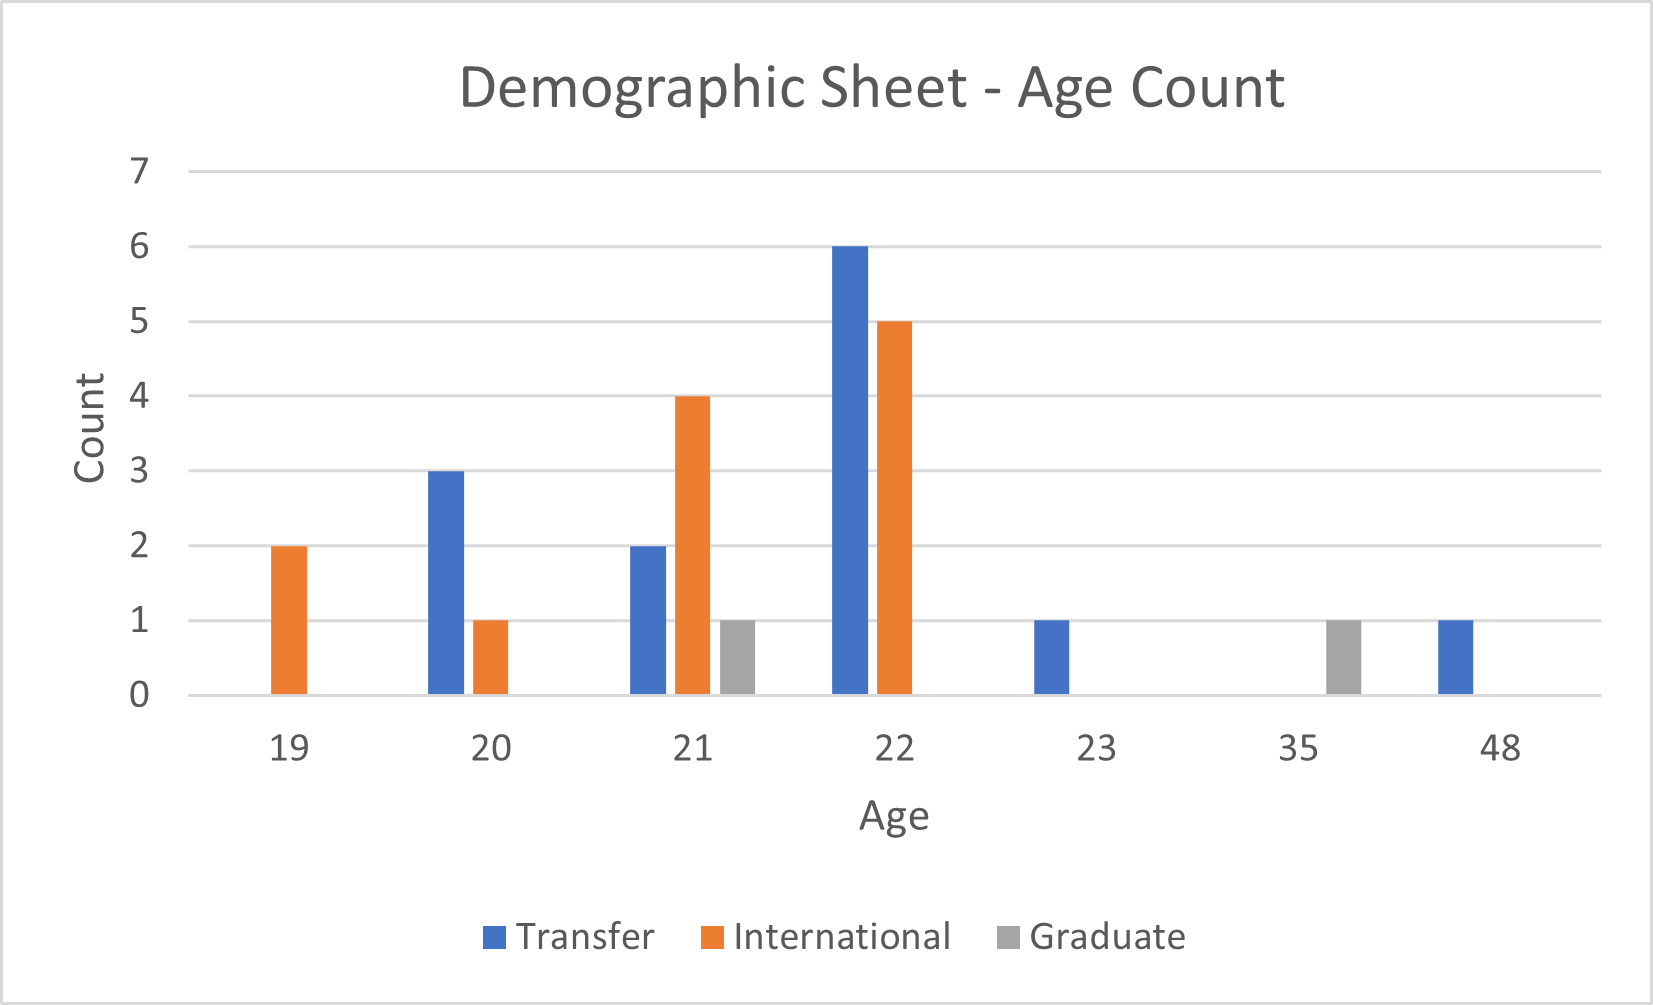 Demographic Sheet - Age Count
7
6
5
4
3
2
1
0
Count
19 20 21 22 23 35 48
Age
Transfer International Graduate